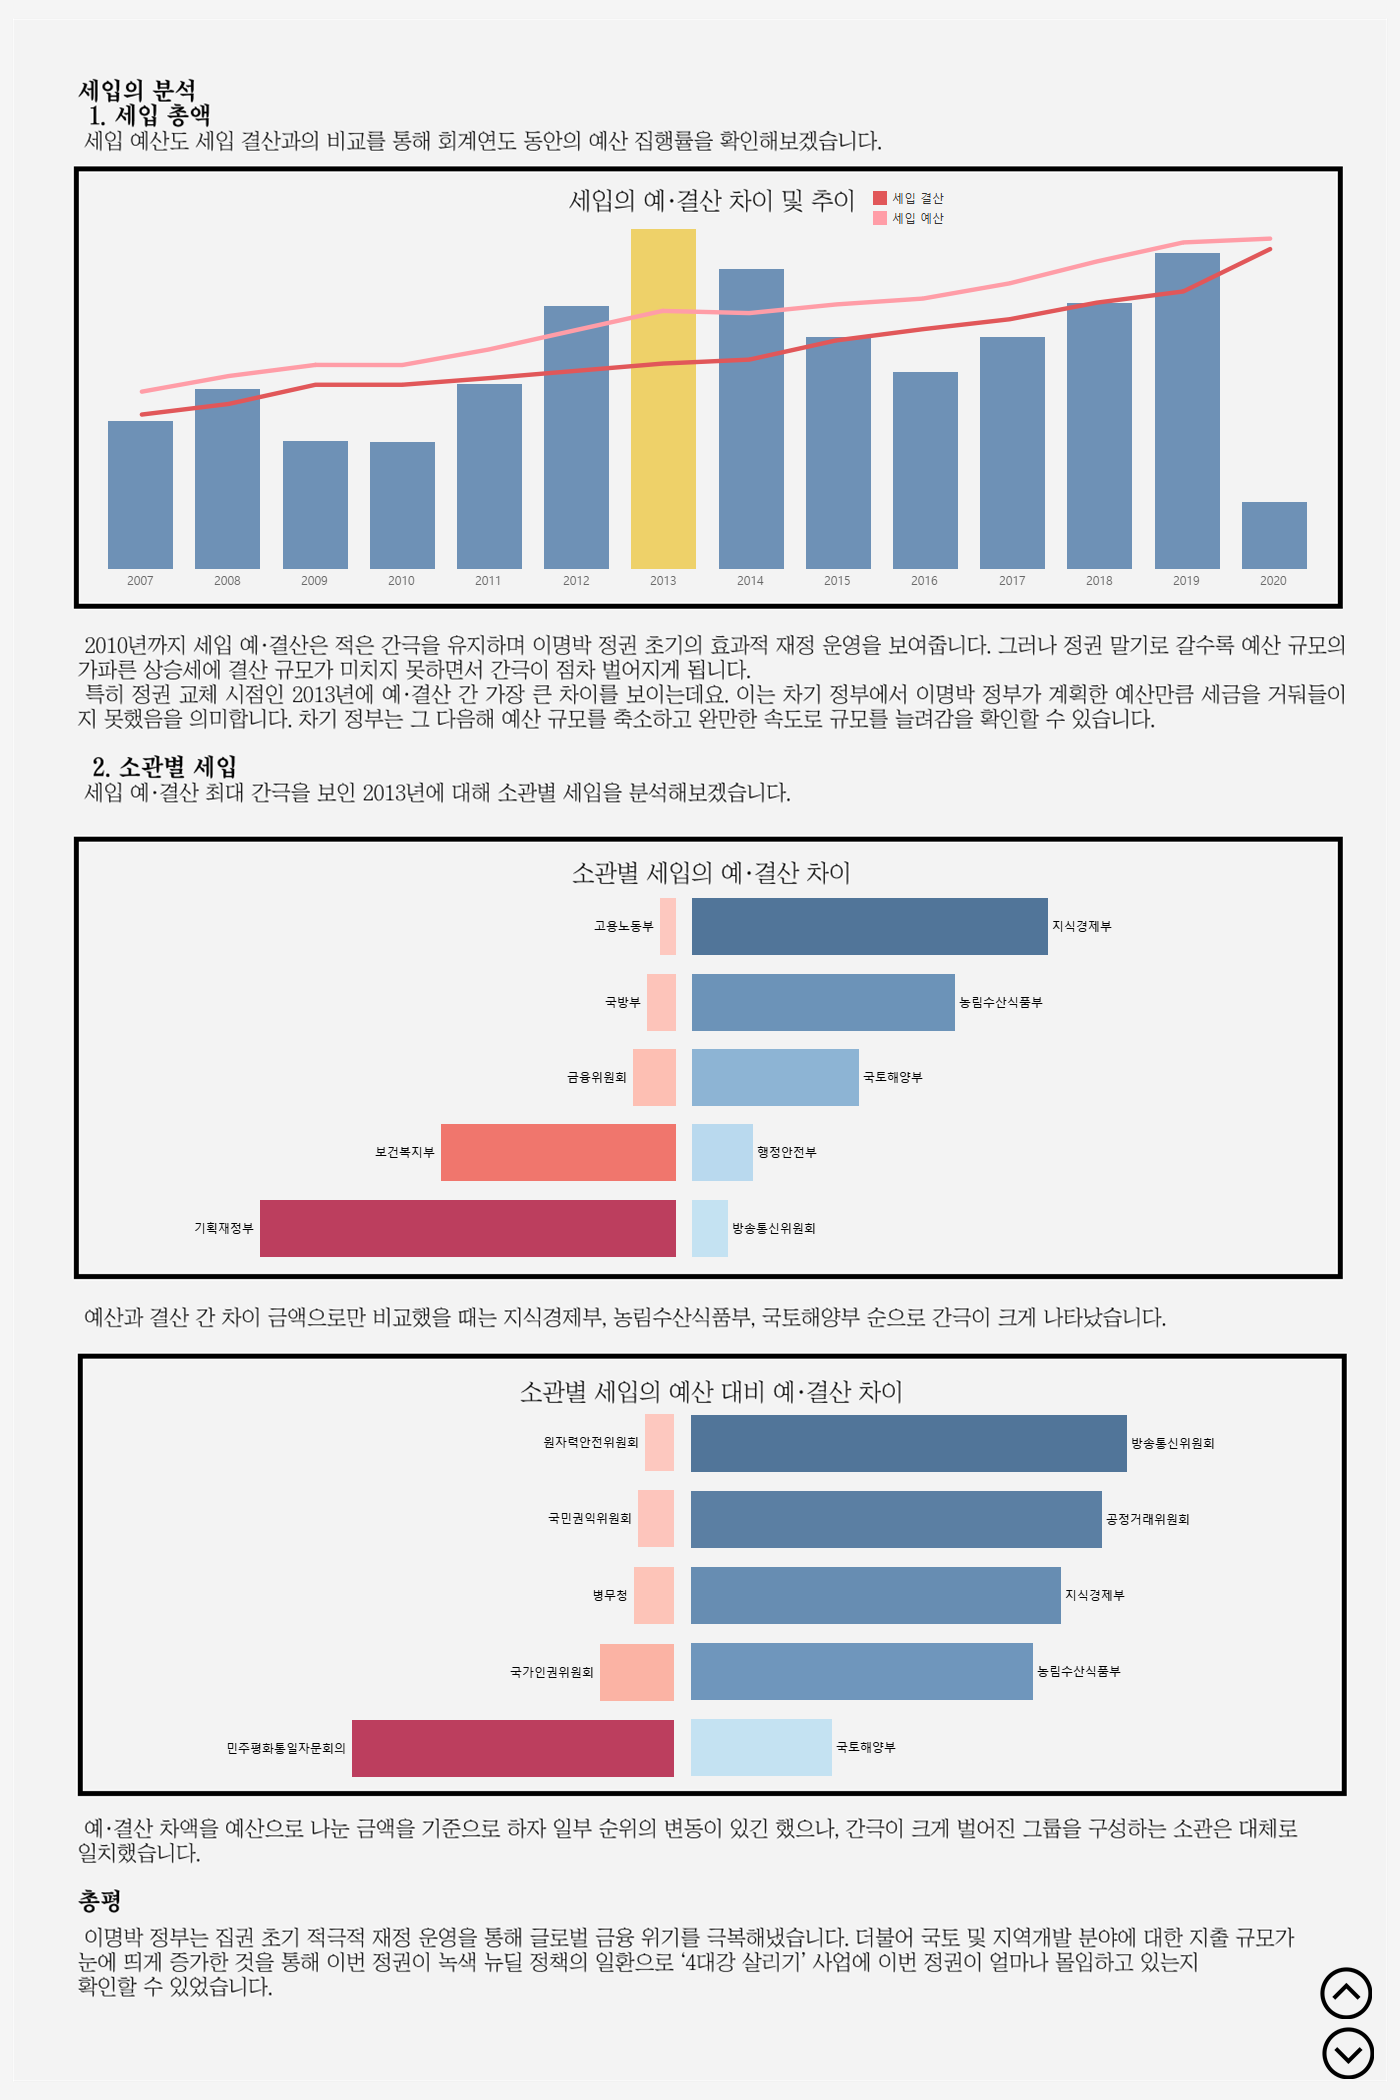 세입의 분석
1. 세입 총액
세입 예산도 세입 결산과의 비교를 통해 회계연도 동안의 예산 집행률을 확인해보겠습니다.
세입의 예·결산 차이 및 추이
세입 결산
세입 예산
2007 2008 2009 2010 2011 2012 2013 2014 2015 2016 2017 2018 2019 2020
2010년까지 세입 예·결산은 적은 간극을 유지하며 이명박 정권 초기의 효과적 재정 운영을 보여줍니다. 그러나 정권 말기로 갈수록 예산 규모의
가파른 상승세에 결산 규모가 미치지 못하면서 간극이 점차 벌어지게 됩니다.
특히 정권 교체 시점인 2013년에 예·결산 간 가장 큰 차이를 보이는데요. 이는 차기 정부에서 이명박 정부가 계획한 예산만큼 세금을 거둬들이
지 못했음을 의미합니다. 차기 정부는 그 다음해 예산 규모를 축소하고 완만한 속도로 규모를 늘려감을 확인할 수 있습니다.
2. 소관별 세입
세입 예·결산 최대 간극을 보인 2013년에 대해 소관별 세입을 분석해보겠습니다.
소관별 세입의 예·결산 차이
고용노동부 지식경제부
국방부 농림수산식품부
금융위원회 국토해양부
보건복지부 행정안전부
기획재정부 방송통신위원회
예산과 결산 간 차이 금액으로만 비교했을 때는 지식경제부, 농림수산식품부, 국토해양부 순으로 간극이 크게 나타났습니다.
소관별 세입의 예산 대비 예·결산 차이
원자력안전위원회 방송통신위원회
국민권익위원회 공정거래위원회
병무청 지식경제부
국가인권위원회 농림수산식품부
민주평화통일자문회의 국토해양부
예·결산 차액을 예산으로 나눈 금액을 기준으로 하자 일부 순위의 변동이 있긴 했으나, 간극이 크게 벌어진 그룹을 구성하는 소관은 대체로
일치했습니다.
총평
이명박 정부는 집권 초기 적극적 재정 운영을 통해 글로벌 금융 위기를 극복해냈습니다. 더불어 국토 및 지역개발 분야에 대한 지출 규모가
눈에 띄게 증가한 것을 통해 이번 정권이 녹색 뉴딜 정책의 일환으로 ‘4대강 살리기’ 사업에 이번 정권이 얼마나 몰입하고 있는지
확인할 수 있었습니다.